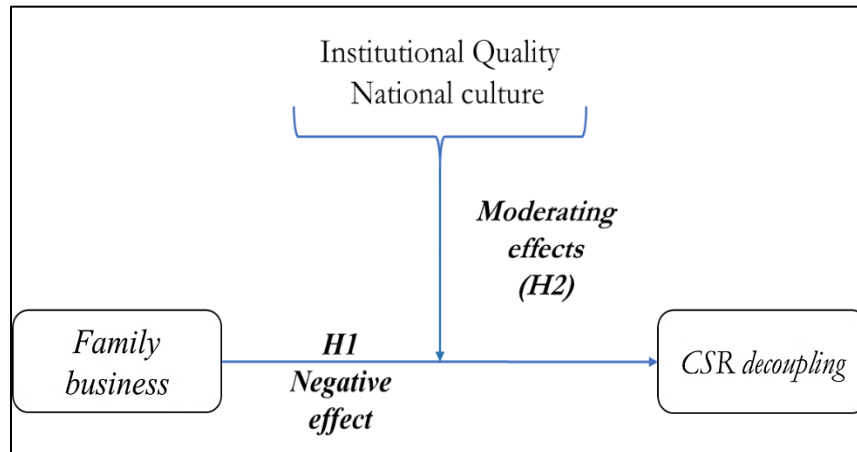 Institutional Quality
National culture
Moderating
effects
(H2)
Family
business
H1
Negative
effect
CSR decoupling